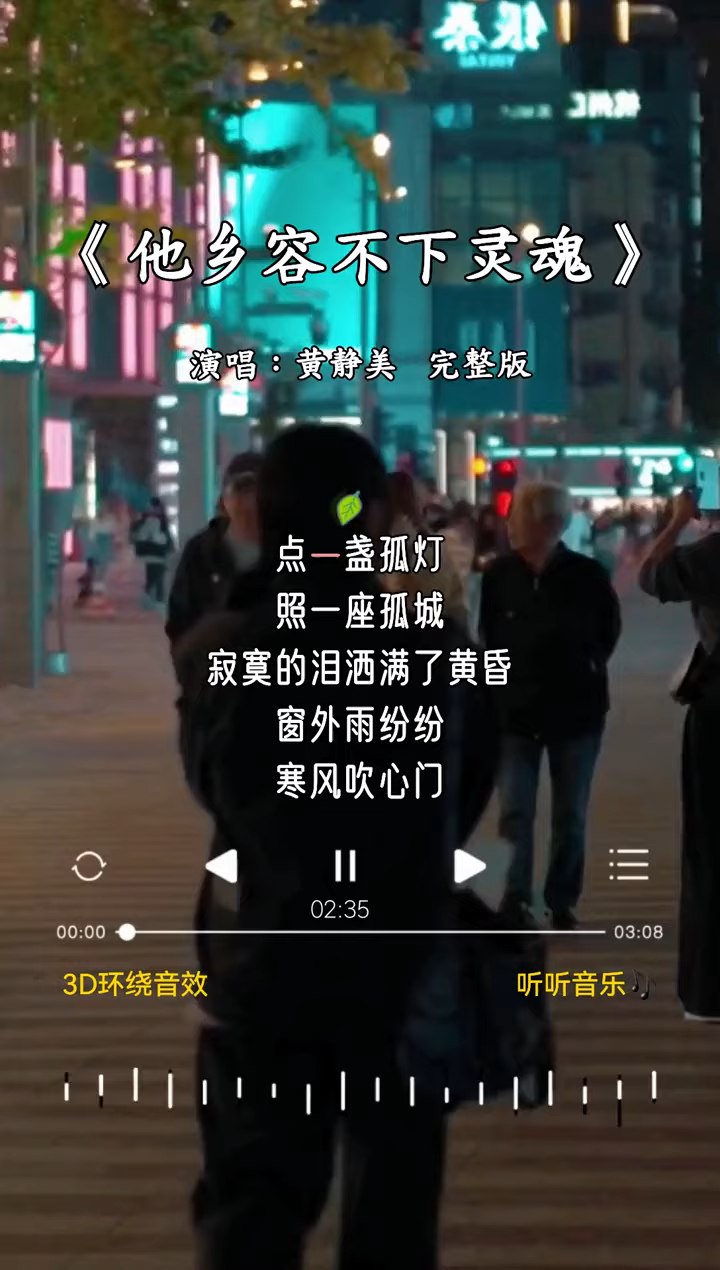 银泰
YINTAI
《他乡容不下灵魂》
演唱：黄静美 完整版
点一盏孤灯
照一座孤城
寂寞的泪洒满了黄昏
窗外雨纷纷
寒风吹心门
02:35
00:00 03:08
3D环绕音效 听听音乐🎵